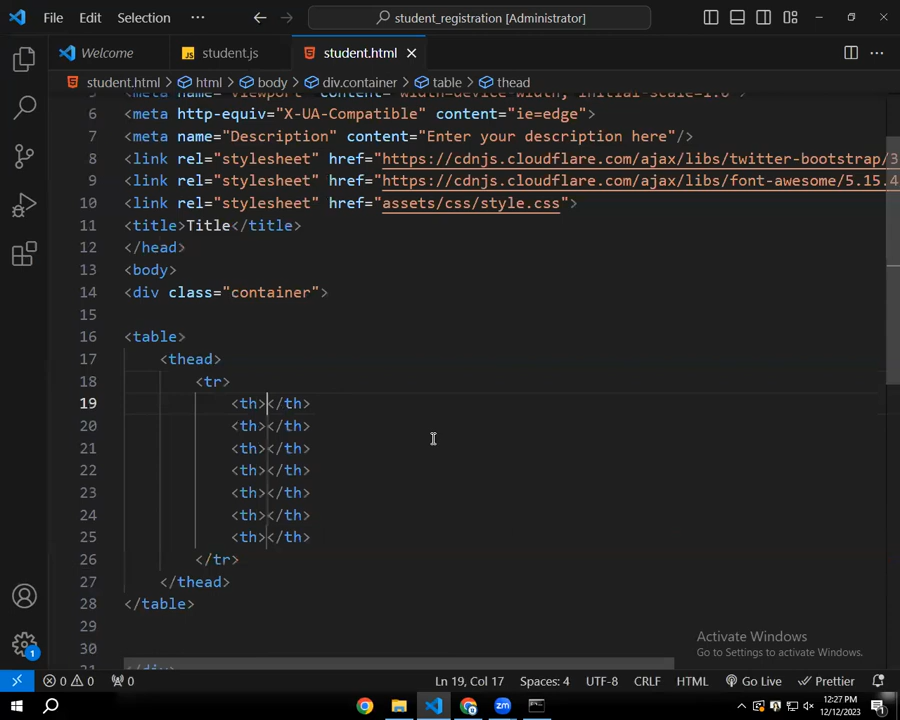 File Edit Selection ··· student_registration [Administrator]
Welcome student.js student.html
student.html > html > body > div.container > table > thead
6 <meta http-equiv="X-UA-Compatible" content="ie=edge">
7 <meta name="Description" content="Enter your description here"/>
8 <link rel="stylesheet" href="https://cdnjs.cloudflare.com/ajax/libs/twitter-bootstrap/3
9 <link rel="stylesheet" href="https://cdnjs.cloudflare.com/ajax/libs/font-awesome/5.15.4
10 <link rel="stylesheet" href="assets/css/style.css">
11 <title>Title</title>
12 </head>
13 <body>
14 <div class="container">
15
16 <table>
17 <thead>
18 <tr>
19 <th></th>
20 <th></th>
21 <th></th>
22 <th></th>
23 <th></th>
24 <th></th>
25 <th></th>
26 </tr>
27 </thead>
28 </table>
29
30
Activate Windows
Go to Settings to activate Windows.
1
0 0 0 Ln 19, Col 17 Spaces: 4 UTF-8 CRLF HTML Go Live Prettier
zm 12:27 PM
12/12/2023